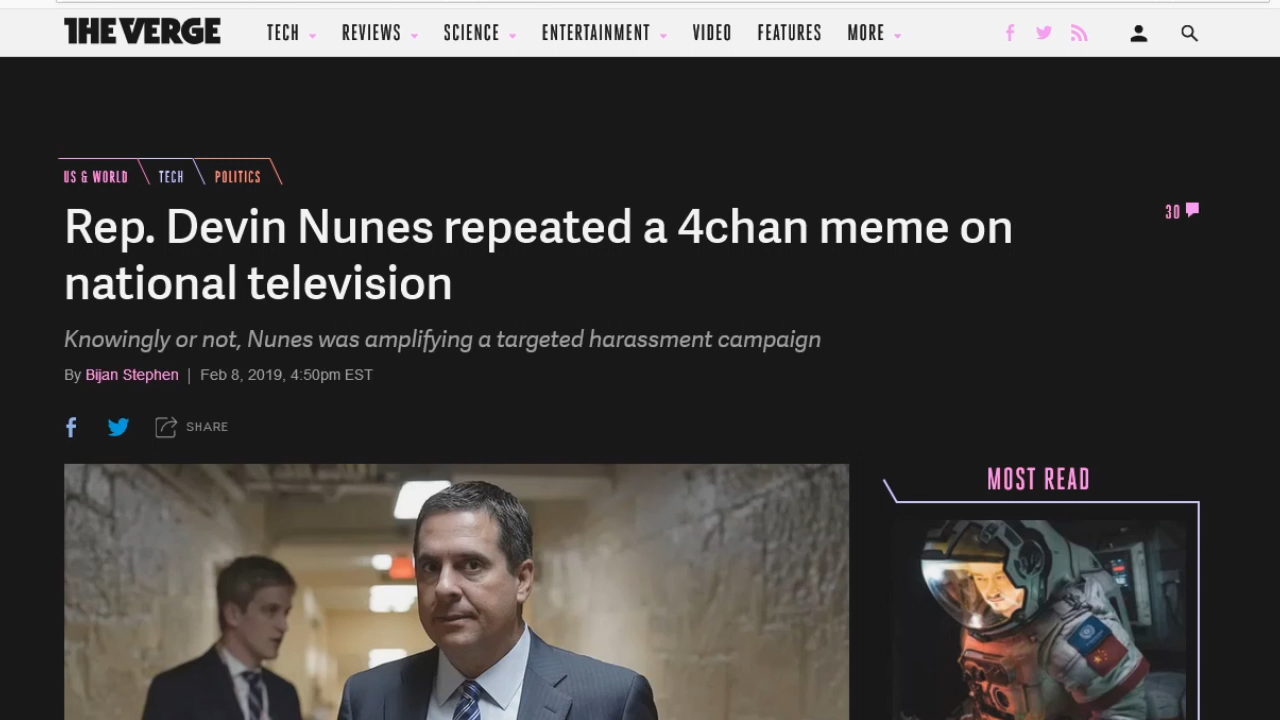 THE VERGE TECH REVIEWS SCIENCE ENTERTAINMENT VIDEO FEATURES MORE
US & WORLD TECH POLITICS
Rep. Devin Nunes repeated a 4chan meme on
national television
30
Knowingly or not, Nunes was amplifying a targeted harassment campaign
By Bijan Stephen | Feb 8, 2019, 4:50pm EST
SHARE
MOST READ